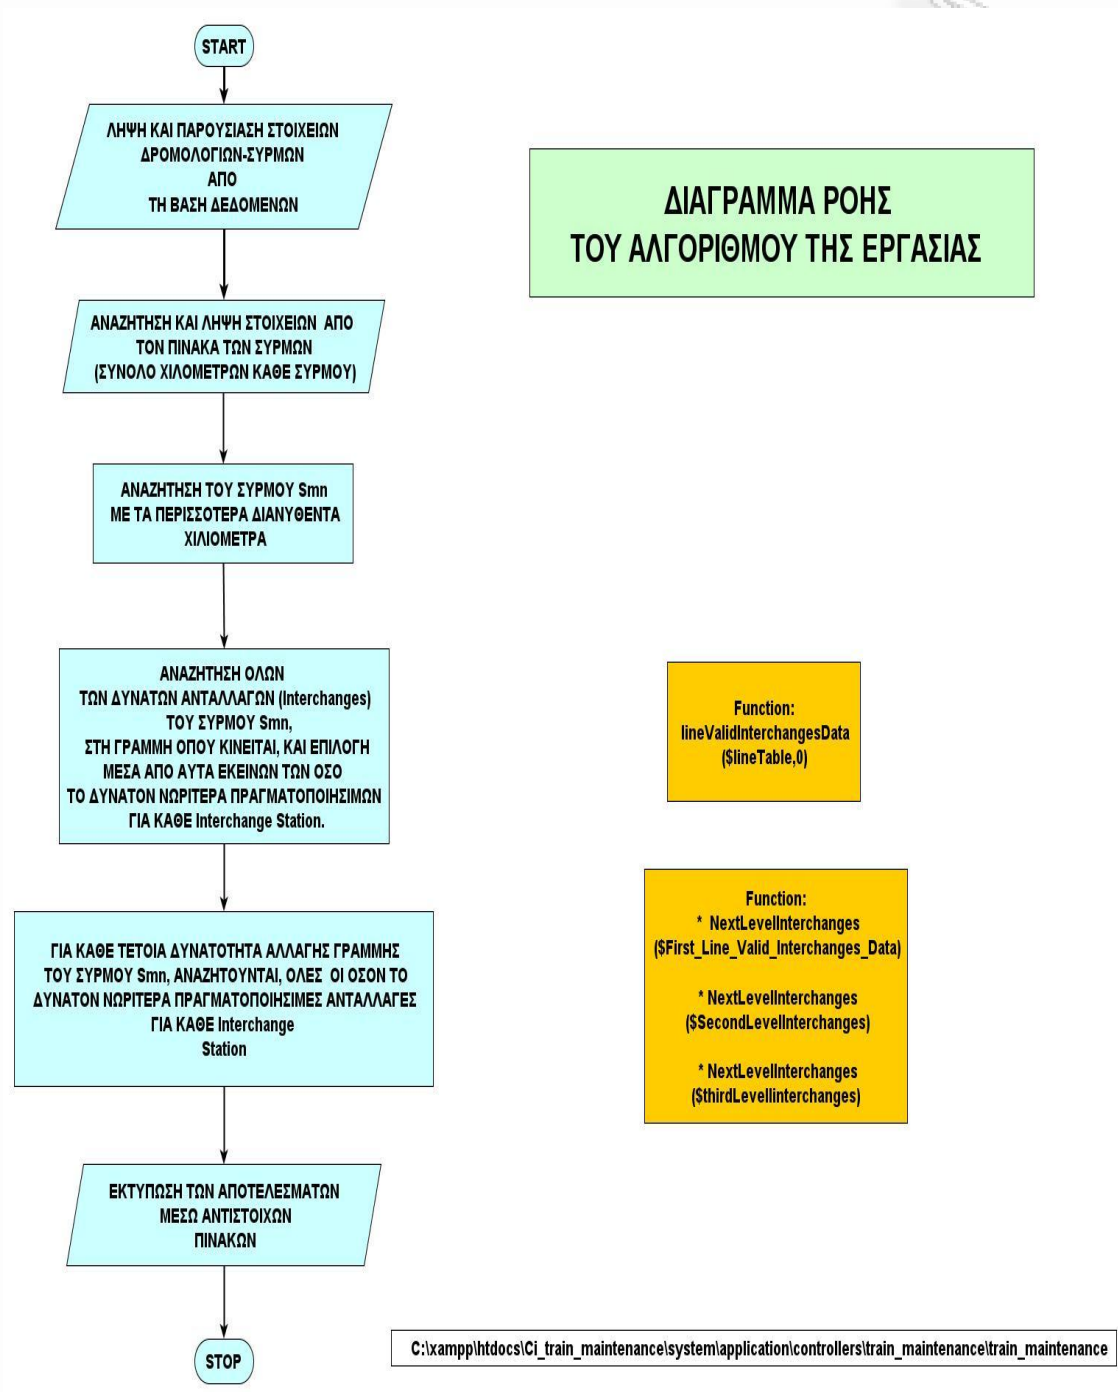 START
ΛΗΨΗ ΚΑΙ ΠΑΡΟΥΣΙΑΣΗ ΣΤΟΙΧΕΙΩΝ
ΔΡΟΜΟΛΟΓΙΩΝ-ΣΥΡΜΩΝ
ΑΠΟ
ΤΗ ΒΑΣΗ ΔΕΔΟΜΕΝΩΝ
ΔΙΑΓΡΑΜΜΑ ΡΟΗΣ
ΤΟΥ ΑΛΓΟΡΙΘΜΟΥ ΤΗΣ ΕΡΓΑΣΙΑΣ
ΑΝΑΖΗΤΗΣΗ ΚΑΙ ΛΗΨΗ ΣΤΟΙΧΕΙΩΝ ΑΠΟ
ΤΟΝ ΠΙΝΑΚΑ ΤΩΝ ΣΥΡΜΩΝ
(ΣΥΝΟΛΟ ΧΙΛΟΜΕΤΡΩΝ ΚΑΘΕ ΣΥΡΜΟΥ)
ΑΝΑΖΗΤΗΣΗ ΤΟΥ ΣΥΡΜΟΥ Smn
ΜΕ ΤΑ ΠΕΡΙΣΣΟΤΕΡΑ ΔΙΑΝΥΘΕΝΤΑ
ΧΙΛΙΟΜΕΤΡΑ
ΑΝΑΖΗΤΗΣΗ ΟΛΩΝ
ΤΩΝ ΔΥΝΑΤΩΝ ΑΝΤΑΛΛΑΓΩΝ (Interchanges)
ΤΟΥ ΣΥΡΜΟΥ Smn,
ΣΤΗ ΓΡΑΜΜΗ ΟΠΟΥ ΚΙΝΕΙΤΑΙ, ΚΑΙ ΕΠΙΛΟΓΗ
ΜΕΣΑ ΑΠΟ ΑΥΤΑ ΕΚΕΙΝΩΝ ΤΩΝ ΟΣΟ
ΤΟ ΔΥΝΑΤΟΝ ΝΩΡΙΤΕΡΑ ΠΡΑΓΜΑΤΟΠΟΙΗΣΙΜΩΝ
ΓΙΑ ΚΑΘΕ Interchange Station.
Function:
lineValidInterchangesData
($lineTable,0)
ΓΙΑ ΚΑΘΕ ΤΕΤΟΙΑ ΔΥΝΑΤΟΤΗΤΑ ΑΛΛΑΓΗΣ ΓΡΑΜΜΗΣ
ΤΟΥ ΣΥΡΜΟΥ Smn, ΑΝΑΖΗΤΟΥΝΤΑΙ, ΟΛΕΣ ΟΙ ΟΣΟΝ ΤΟ
ΔΥΝΑΤΟΝ ΝΩΡΙΤΕΡΑ ΠΡΑΓΜΑΤΟΠΟΙΗΣΙΜΕΣ ΑΝΤΑΛΛΑΓΕΣ
ΓΙΑ ΚΑΘΕ Interchange
Station
Function:
* NextLevelInterchanges
($First_Line_Valid_Interchanges_Data)
* NextLevelInterchanges
($SecondLevelInterchanges)
* NextLevelInterchanges
($thirdLevelIinterchanges)
ΕΚΤΥΠΩΣΗ ΤΩΝ ΑΠΟΤΕΛΕΣΜΑΤΩΝ
ΜΕΣΩ ΑΝΤΙΣΤΟΙΧΩΝ
ΠΙΝΑΚΩΝ
STOP
C:\xampp\htdocs\Ci_train_maintenance\system\application\controllers\train_maintenance\train_maintenance